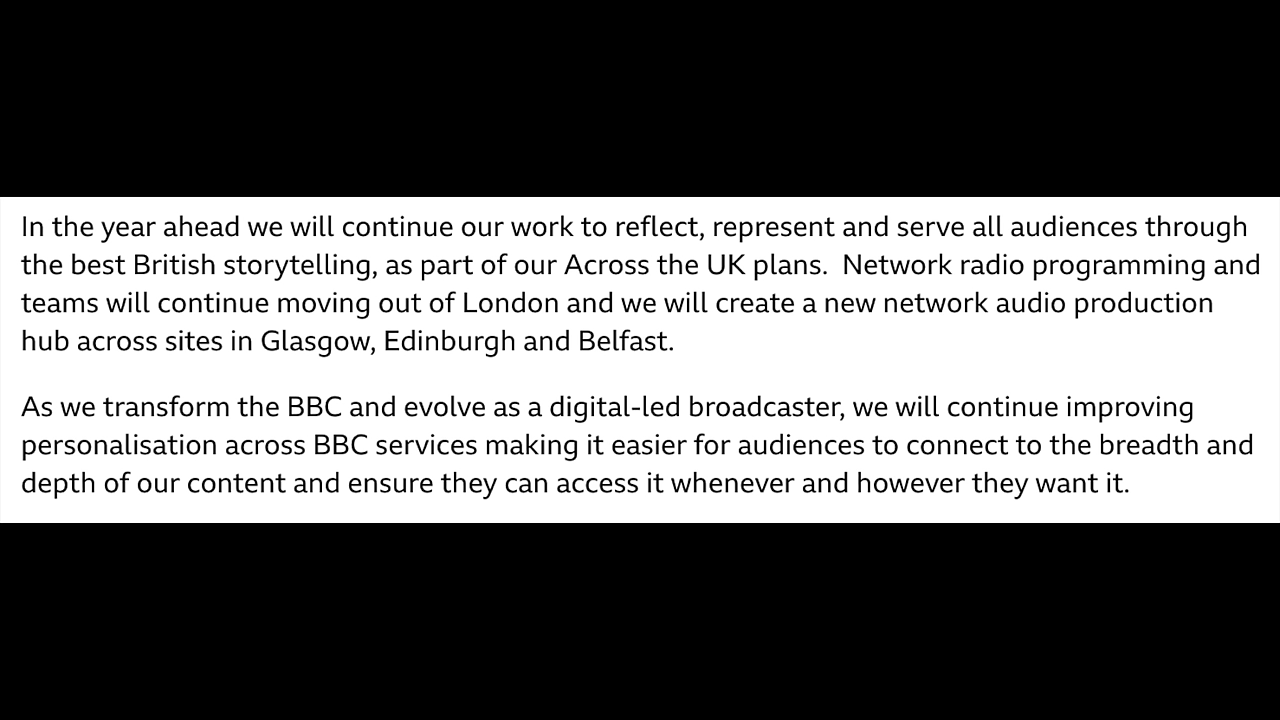 In the year ahead we will continue our work to reflect, represent and serve all audiences through
the best British storytelling, as part of our Across the UK plans.  Network radio programming and
teams will continue moving out of London and we will create a new network audio production
hub across sites in Glasgow, Edinburgh and Belfast.
As we transform the BBC and evolve as a digital-led broadcaster, we will continue improving
personalisation across BBC services making it easier for audiences to connect to the breadth and
depth of our content and ensure they can access it whenever and however they want it.